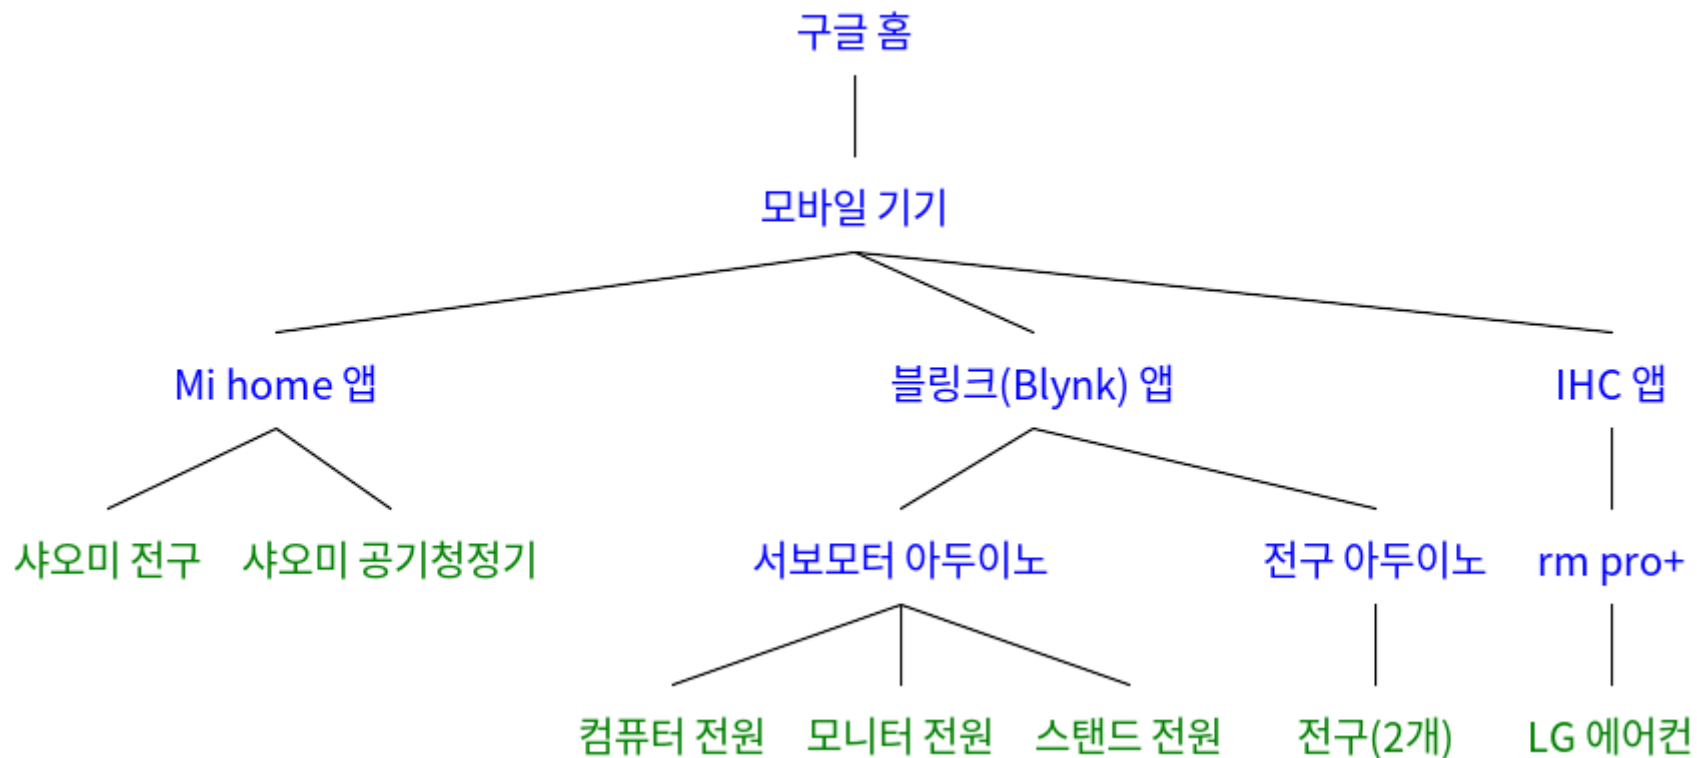 구글 홈
모바일 기기
Mi home 앱 블링크(Blynk) 앱 IHC 앱
샤오미 전구 샤오미 공기청정기 서보모터 아두이노 전구 아두이노 rm pro+
컴퓨터 전원 모니터 전원 스탠드 전원 전구(2개) LG 에어컨